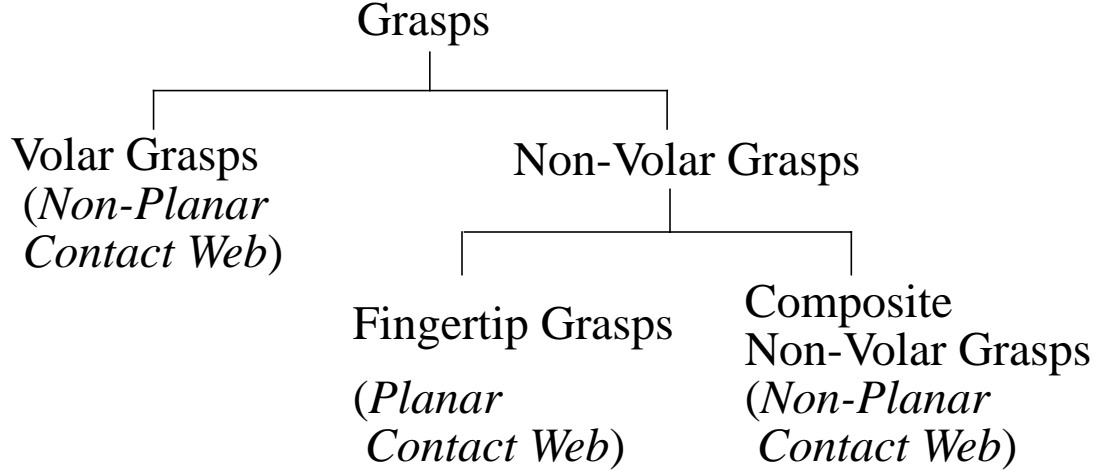 Grasps
Volar Grasps
(Non-Planar
Contact Web)
Non-Volar Grasps
Fingertip Grasps
(Planar
Contact Web)
Composite
Non-Volar Grasps
(Non-Planar
Contact Web)